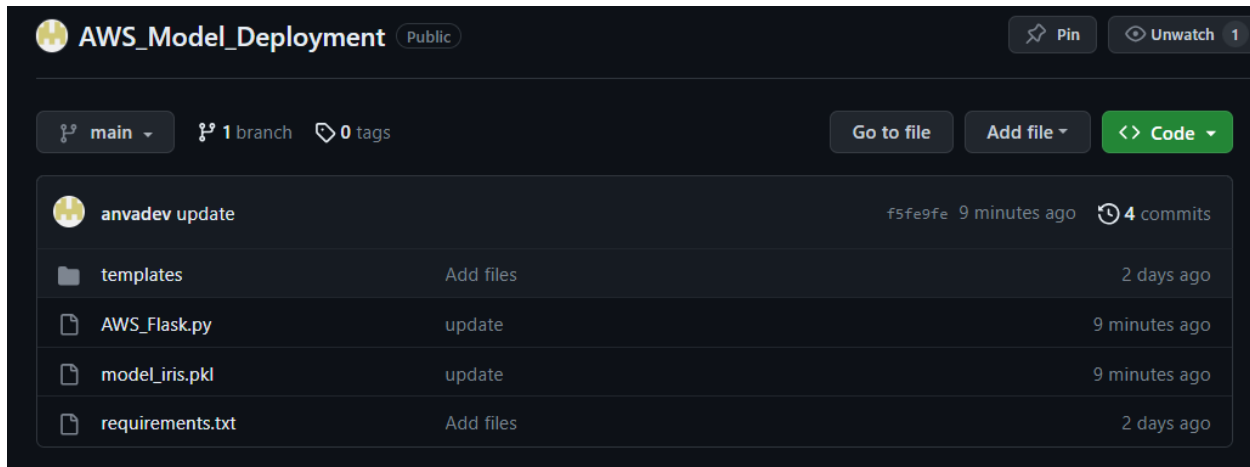 AWS_Model_Deployment Public Pin Unwatch 1
main 1 branch 0 tags Go to file Add file Code
anvadev update f5fe9fe 9 minutes ago 4 commits
templates Add files 2 days ago
AWS_Flask.py update 9 minutes ago
model_iris.pkl update 9 minutes ago
requirements.txt Add files 2 days ago